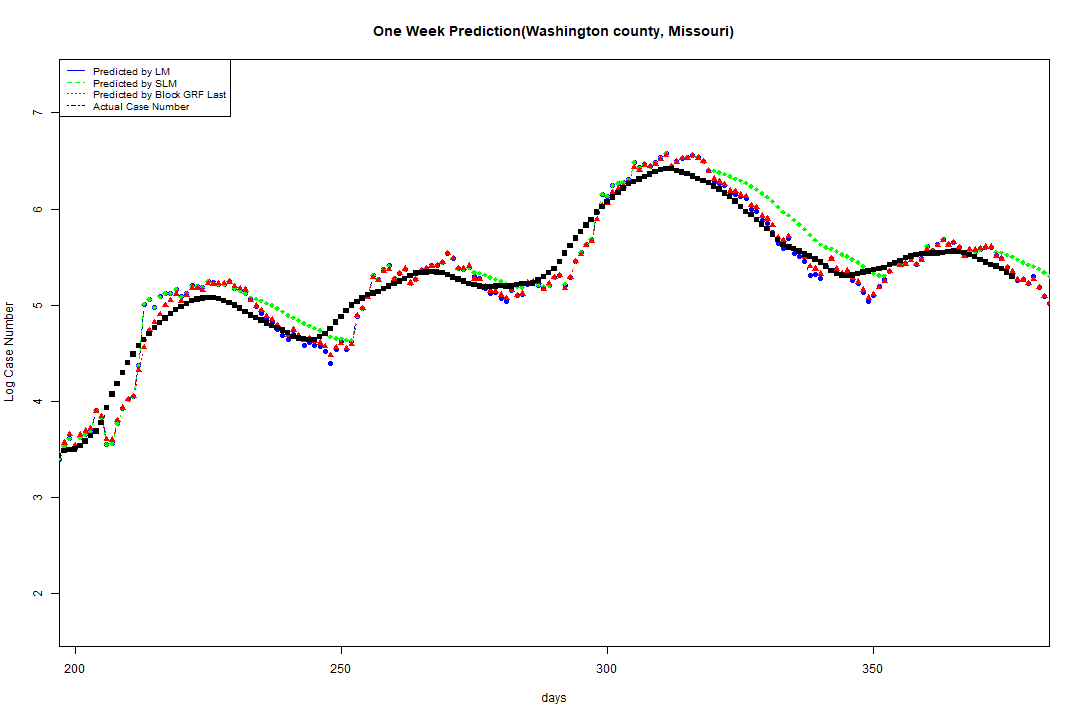 One Week Prediction(Washington county, Missouri)
Predicted by LM
Predicted by SLM
Predicted by Block GRF Last
Actual Case Number
7
6
5
4
3
2
Log Case Number
200 250 300 350
days